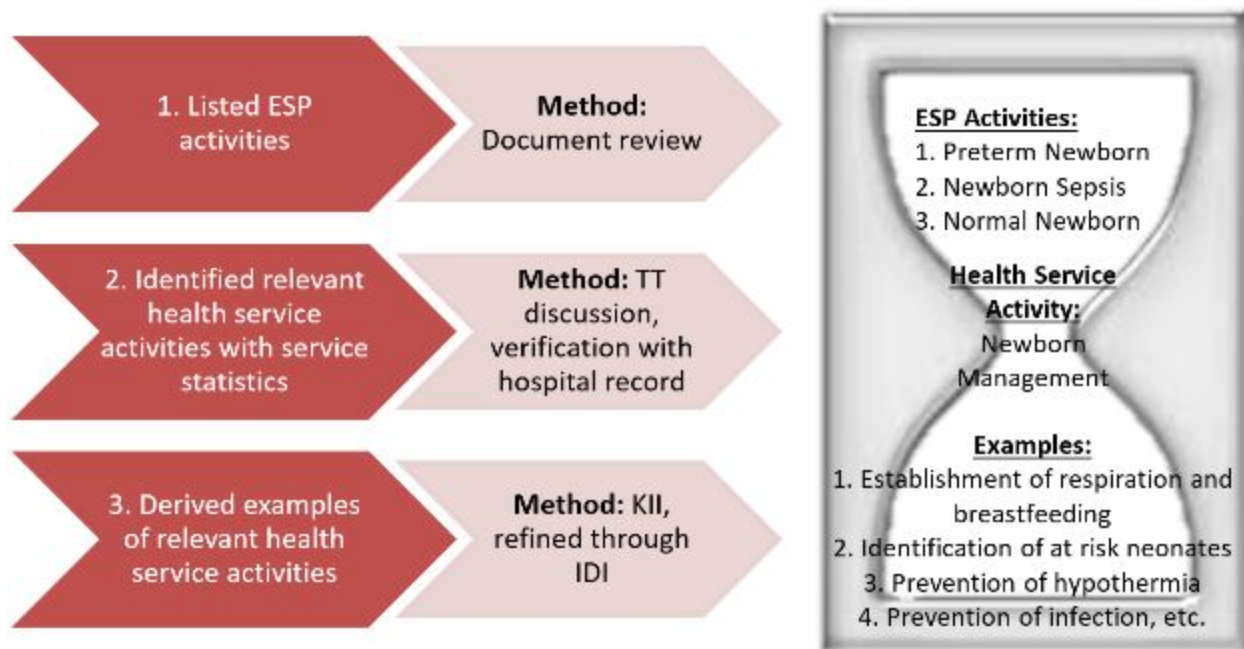 1. Listed ESP
activities
Method:
Document review
2. Identified relevant
health service
activities with service
statistics
Method: TT
discussion,
verification with
hospital record
3. Derived examples
of relevant health
service activities
Method: KII,
refined through
IDI
ESP Activities:
1. Preterm Newborn
2. Newborn Sepsis
3. Normal Newborn
Health Service
Activity:
Newborn
Management
Examples:
1. Establishment of respiration and
breastfeeding
2. Identification of at risk neonates
3. Prevention of hypothermia
4. Prevention of infection, etc.